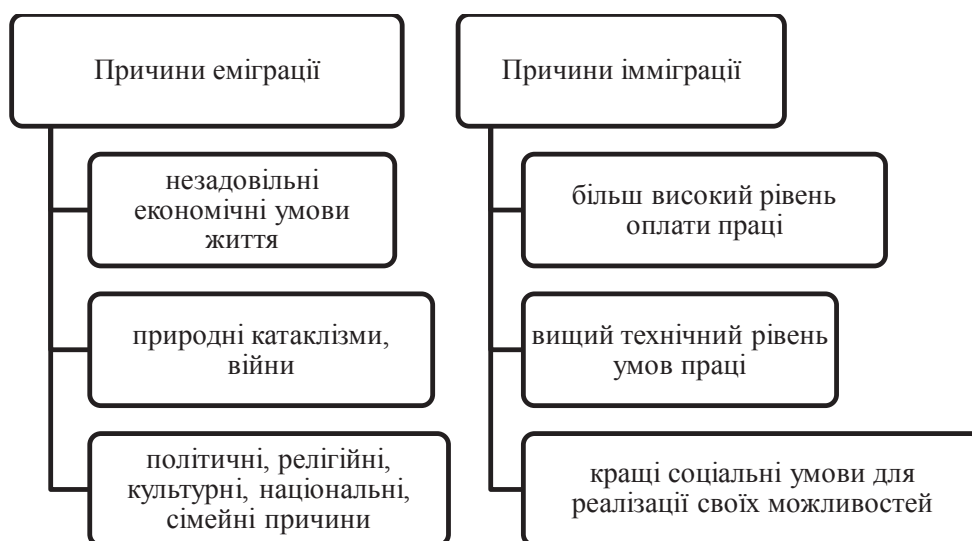 Причини еміграції
незадовільні
економічні умови
життя
природні катаклізми,
війни
політичні, релігійні,
культурні, національні,
сімейні причини
Причини імміграції
більш високий рівень
оплати праці
вищий технічний рівень
умов праці
кращі соціальні умови для
реалізації своїх можливостей